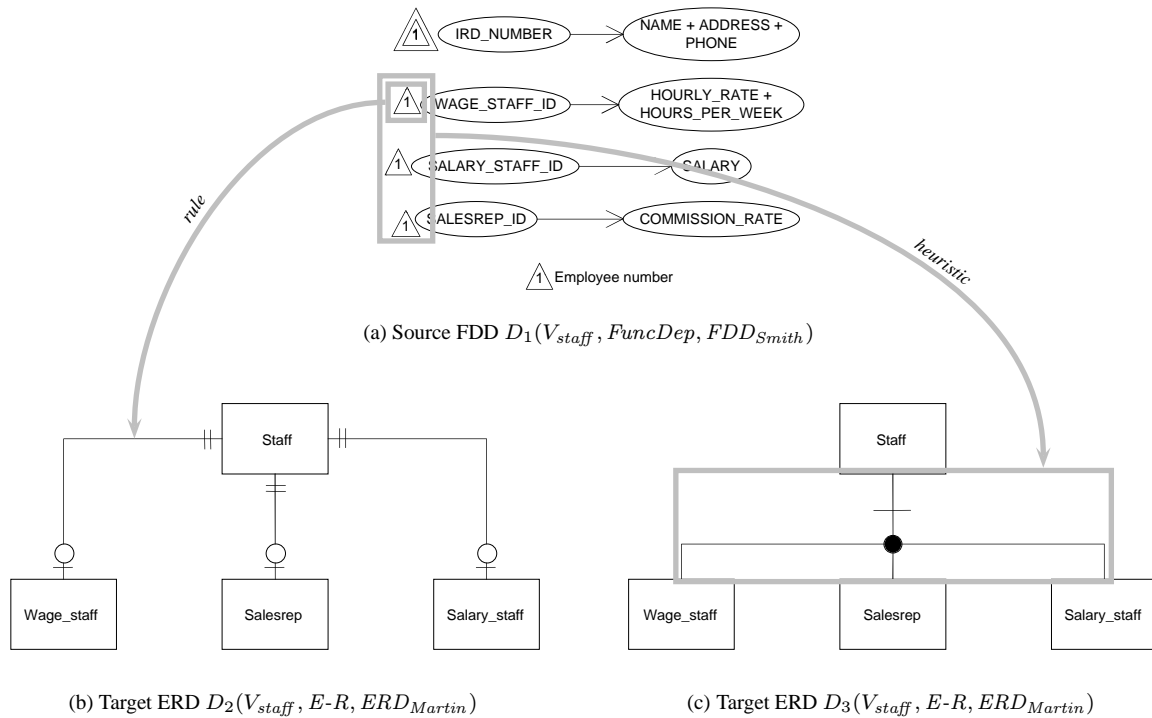 1
IRD_NUMBER
NAME + ADDRESS +
PHONE
1
WAGE_STAFF_ID
HOURLY_RATE +
HOURS_PER_WEEK
1
SALARY_STAFF_ID
SALARY
1
SALESREP_ID
COMMISSION_RATE
rule
heuristic
1 Employee number
(a) Source FDD D1(Vstaff, FuncDep, FDDSmith)
Staff
Wage_staff
Salesrep
Salary_staff
(b) Target ERD D2(Vstaff, E-R, ERDMartin)
Staff
Wage_staff
Salesrep
Salary_staff
(c) Target ERD D3(Vstaff, E-R, ERDMartin)